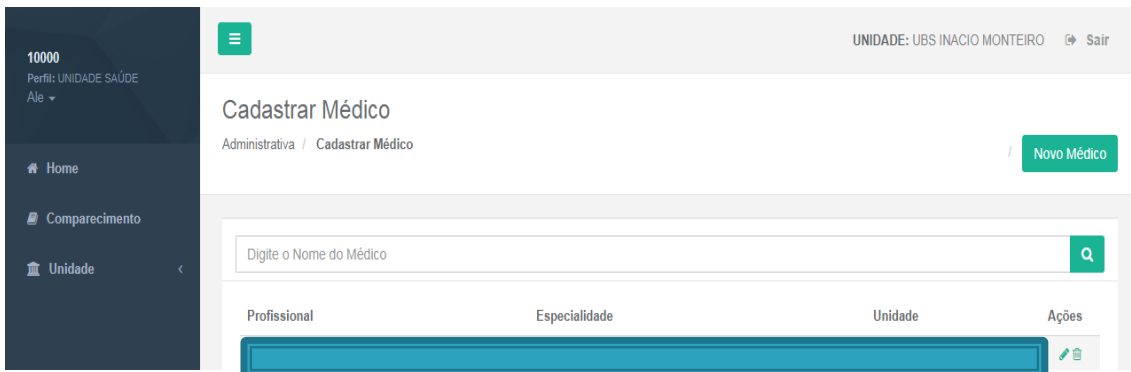 10000
Perfil: UNIDADE SAÚDE
Ale
Home
Comparecimento
Unidade
UNIDADE: UBS INACIO MONTEIRO Sair
Cadastrar Médico
Administrativa / Cadastrar Médico
/ Novo Médico
Digite o Nome do Médico
Profissional Especialidade Unidade Ações